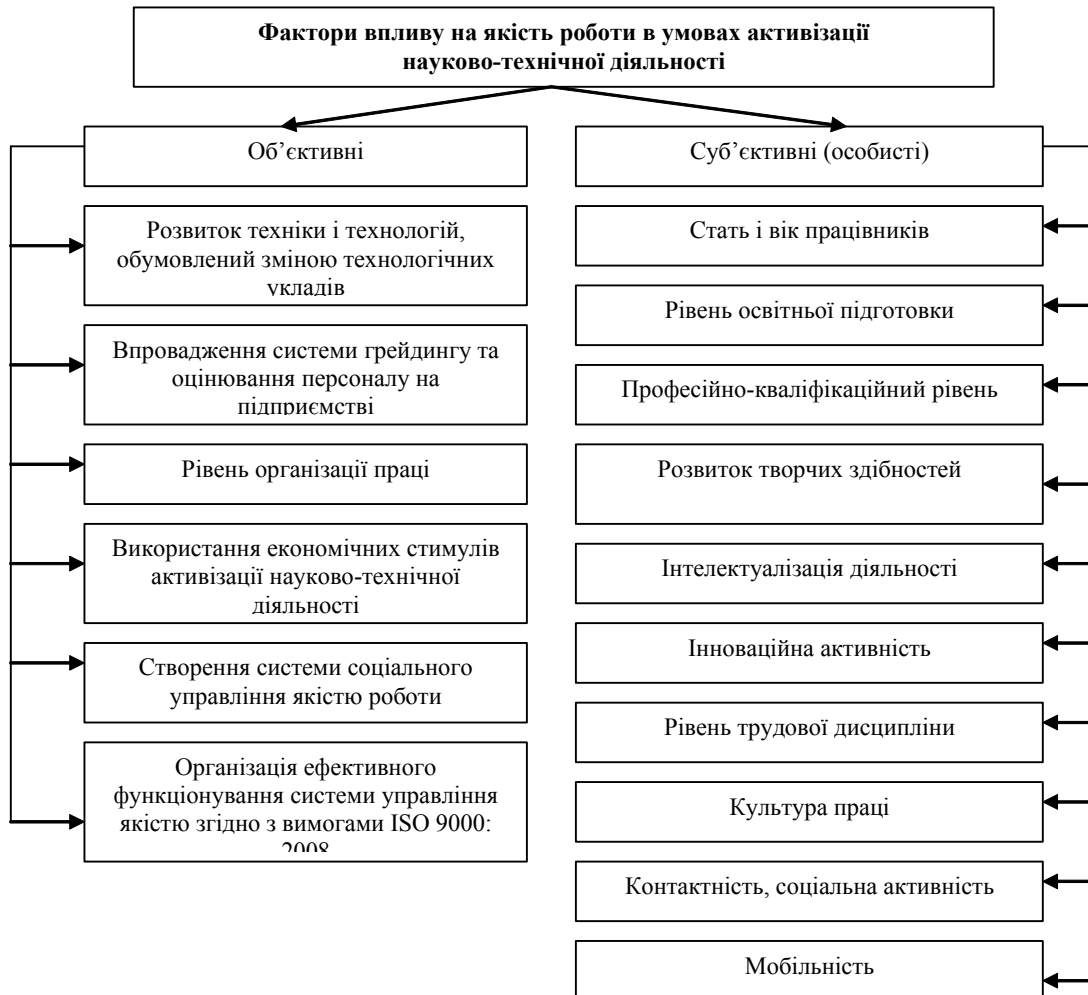 Фактори впливу на якість роботи в умовах активізації
науково-технічної діяльності
Об’єктивні
Розвиток техніки і технологій,
обумовлений зміною технологічних
укладів
Впровадження системи грейдингу та
оцінювання персоналу на
підприємстві
Рівень організації праці
Використання економічних стимулів
активізації науково-технічної
діяльності
Створення системи соціального
управління якістю роботи
Організація ефективного
функціонування системи управління
якістю згідно з вимогами ISO 9000:
2008
Суб’єктивні (особисті)
Стать і вік працівників
Рівень освітньої підготовки
Професійно-кваліфікаційний рівень
Розвиток творчих здібностей
Інтелектуалізація діяльності
Інноваційна активність
Рівень трудової дисципліни
Культура праці
Контактність, соціальна активність
Мобільність